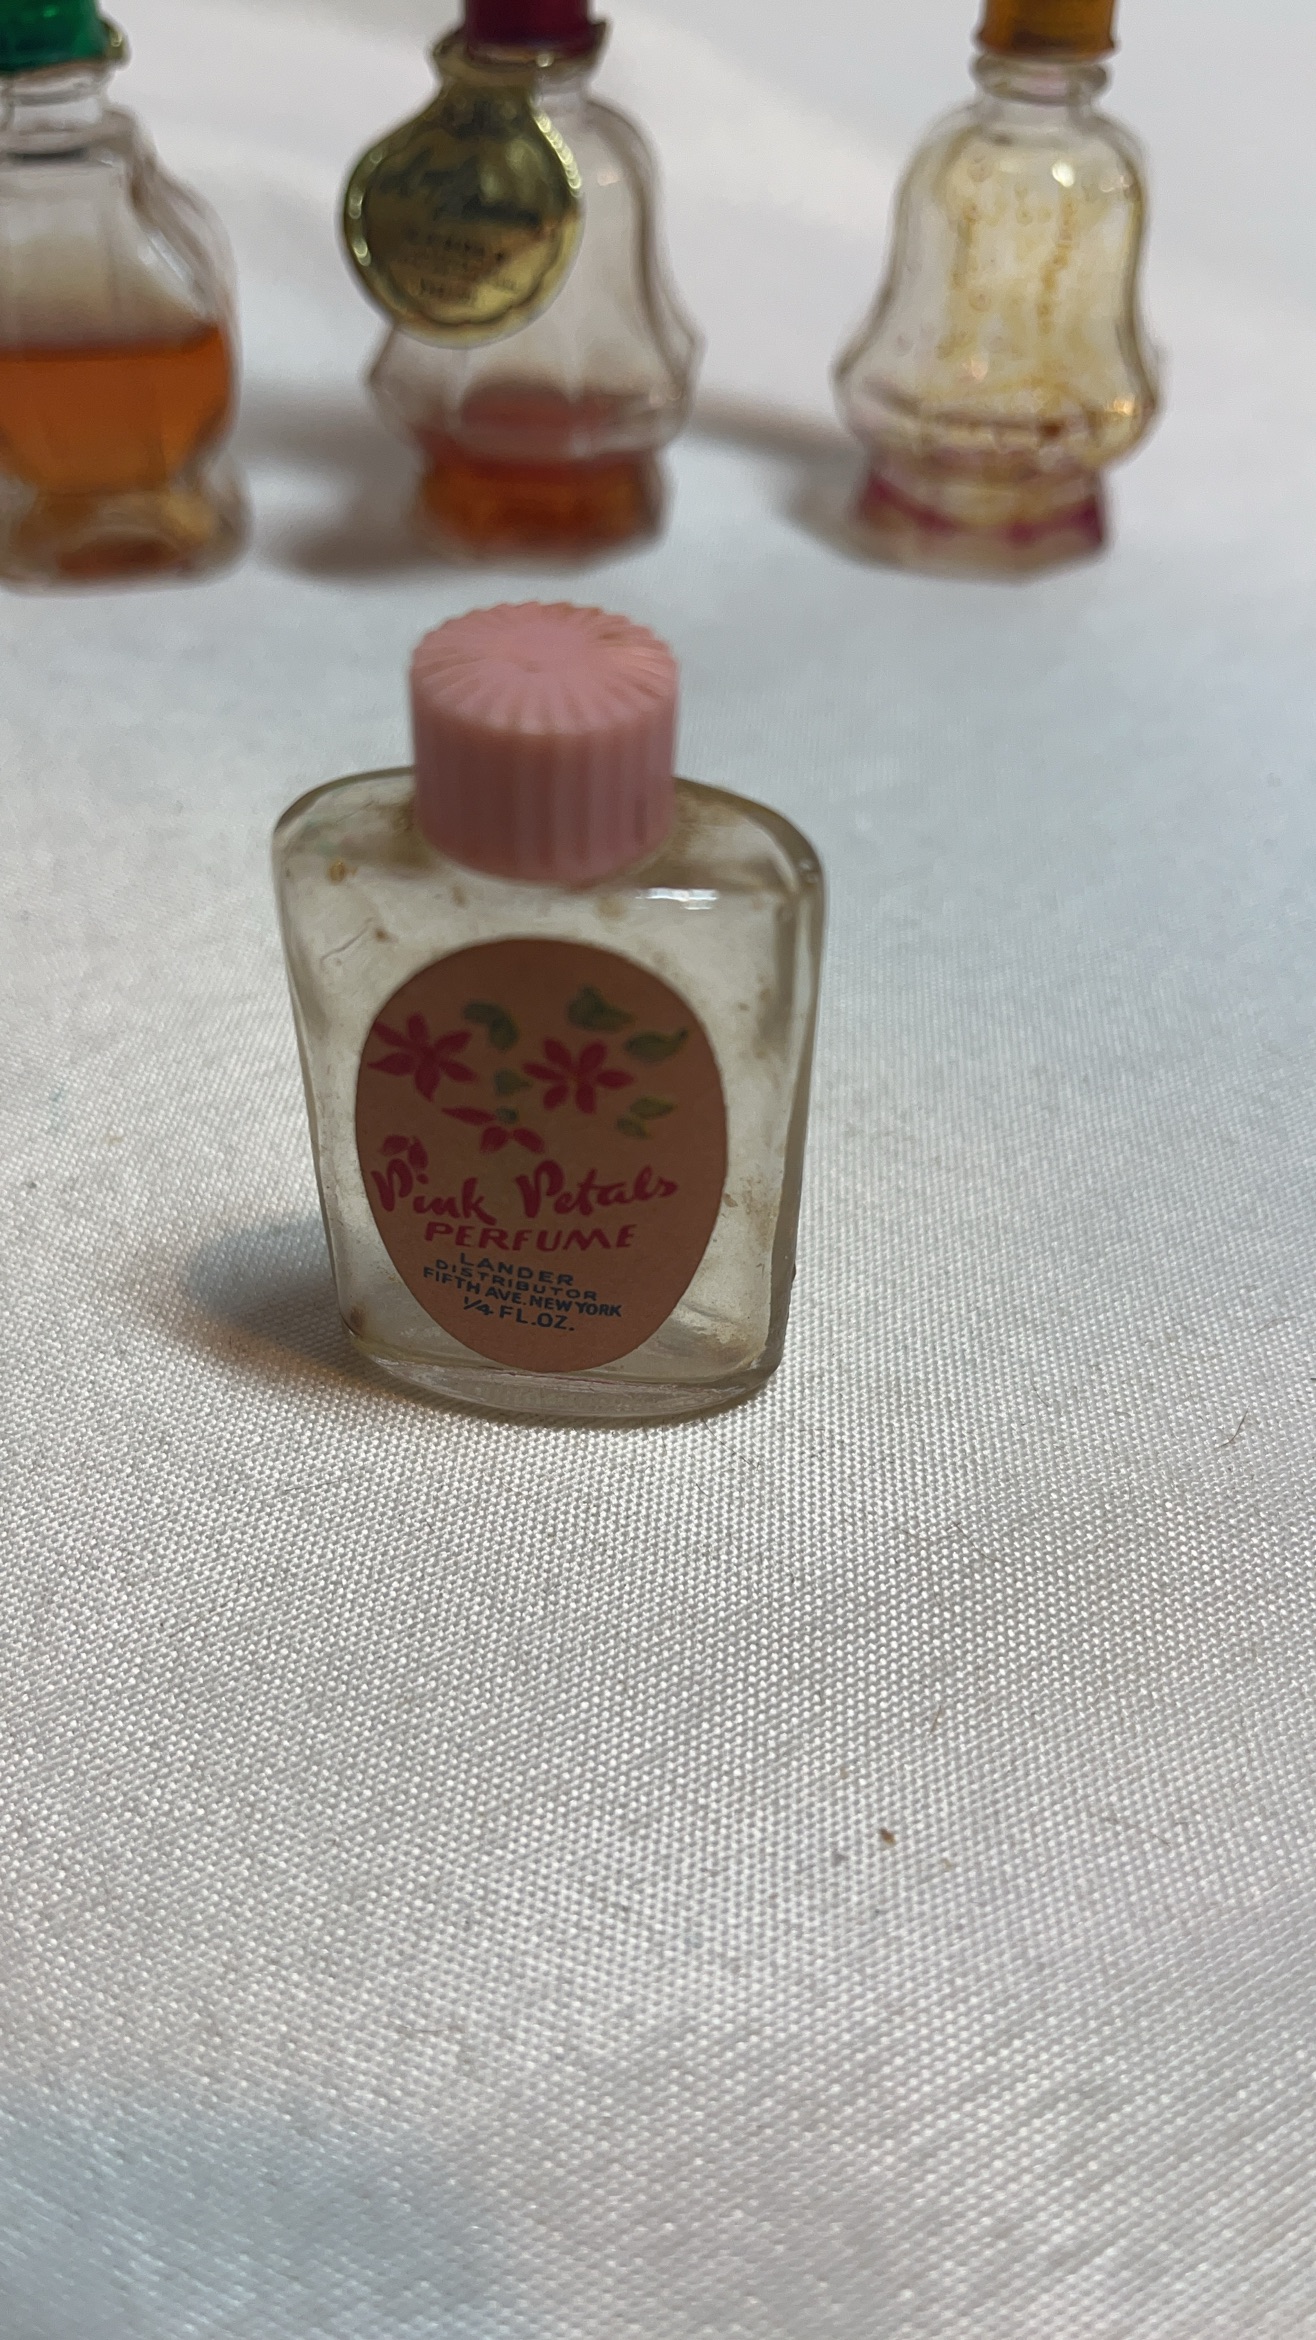 Pink Petals
PERFUME
LANDER
DISTRIBUTOR
FIFTH AVE. NEW YORK
1/4 FL.OZ.